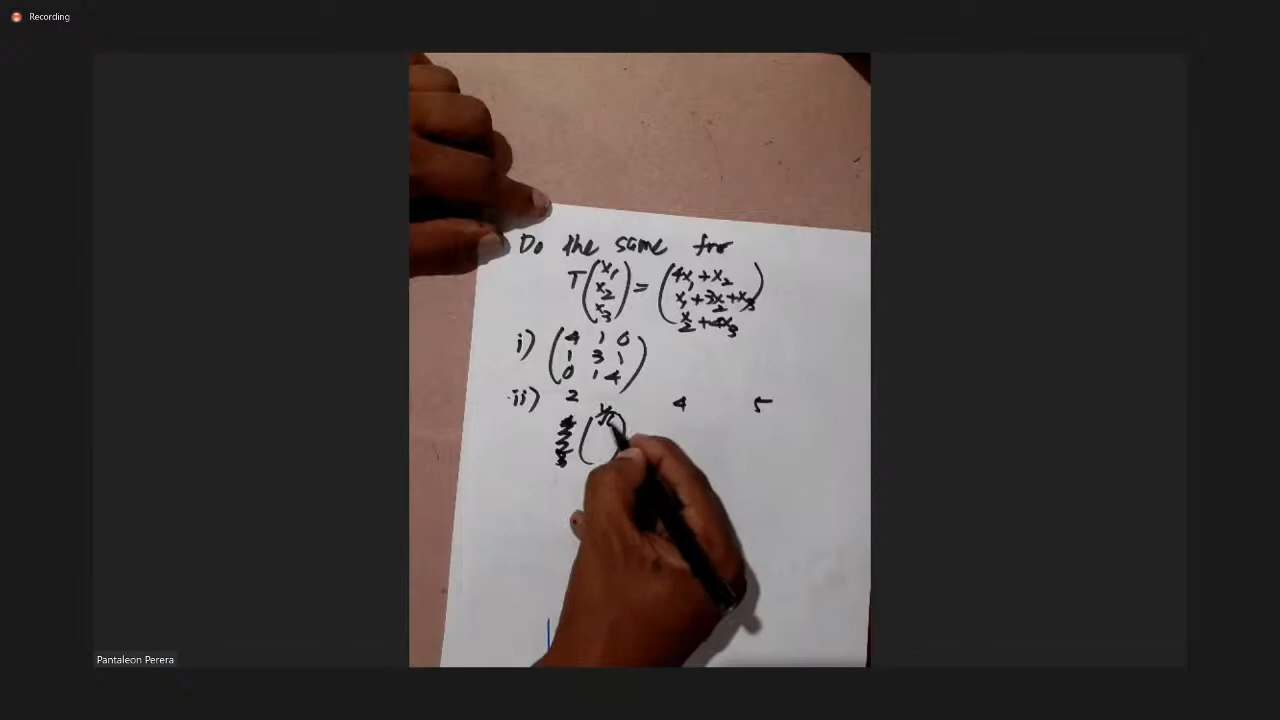 Recording
Do the same for
T(x₁ x₂ x₃) = (4x₁ + x₂
x₁ + 3x₂ + x₃
x₂ + 4x₃)
i) (4 1 0
1 3 1
0 1 4)
ii) 2 4 5
Pantaleon Perera